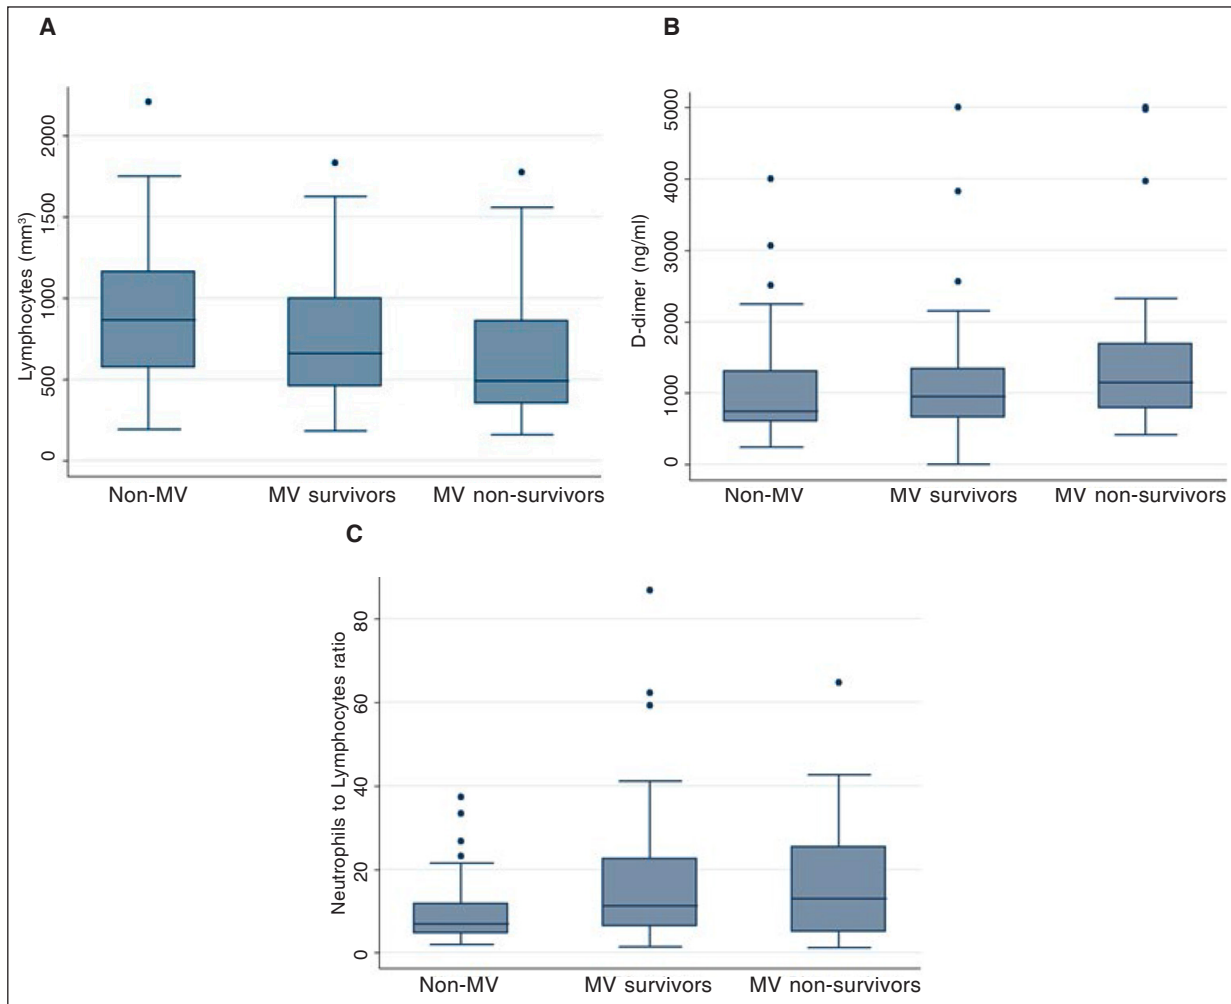 A
Lymphocytes (mm³)
2000
1500
1000
500
0
Non-MV MV survivors MV non-survivors
B
D-dimer (ng/ml)
5000
4000
3000
2000
1000
0
Non-MV MV survivors MV non-survivors
C
Neutrophils to Lymphocytes ratio
80
60
40
20
0
Non-MV MV survivors MV non-survivors